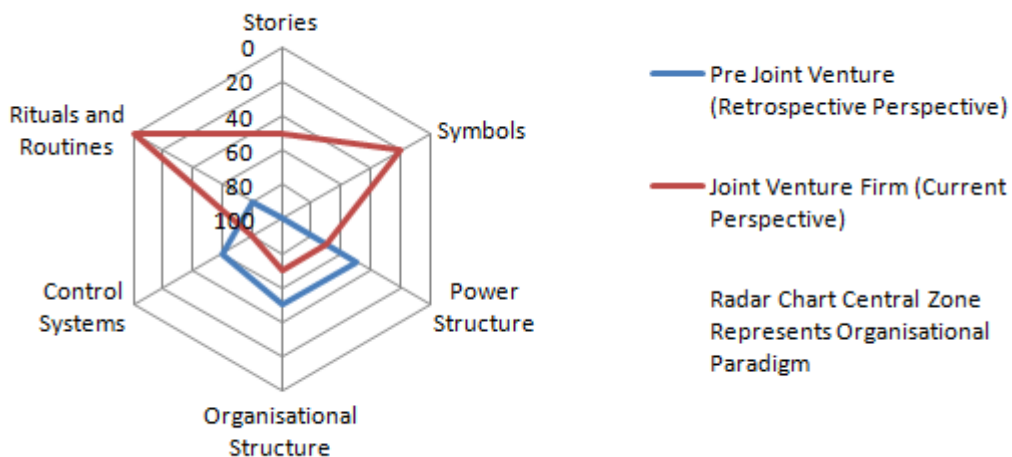 Stories
0
20
40
60
80
100
Symbols
Power
Structure
Organisational
Structure
Control
Systems
Rituals and
Routines
Pre Joint Venture
(Retrospective Perspective)
Joint Venture Firm (Current
Perspective)
Radar Chart Central Zone
Represents Organisational
Paradigm